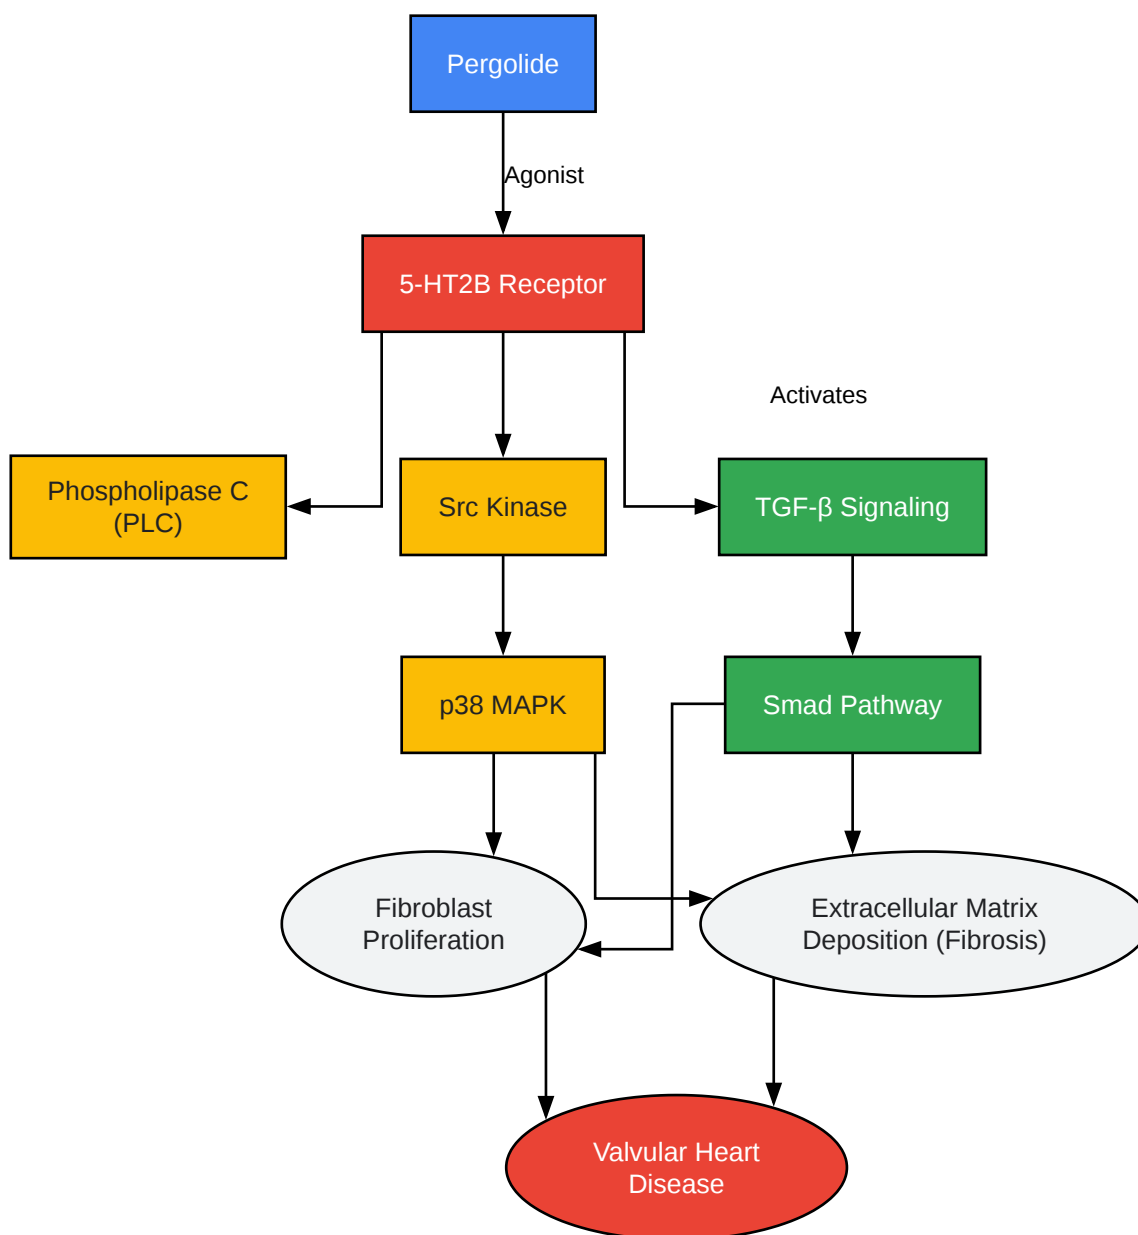 Pergolide
Agonist
5-HT2B Receptor
Activates
Phospholipase C
(PLC)
Src Kinase
TGF-β Signaling
p38 MAPK
Smad Pathway
Fibroblast
Proliferation
Extracellular Matrix
Deposition (Fibrosis)
Valvular Heart
Disease